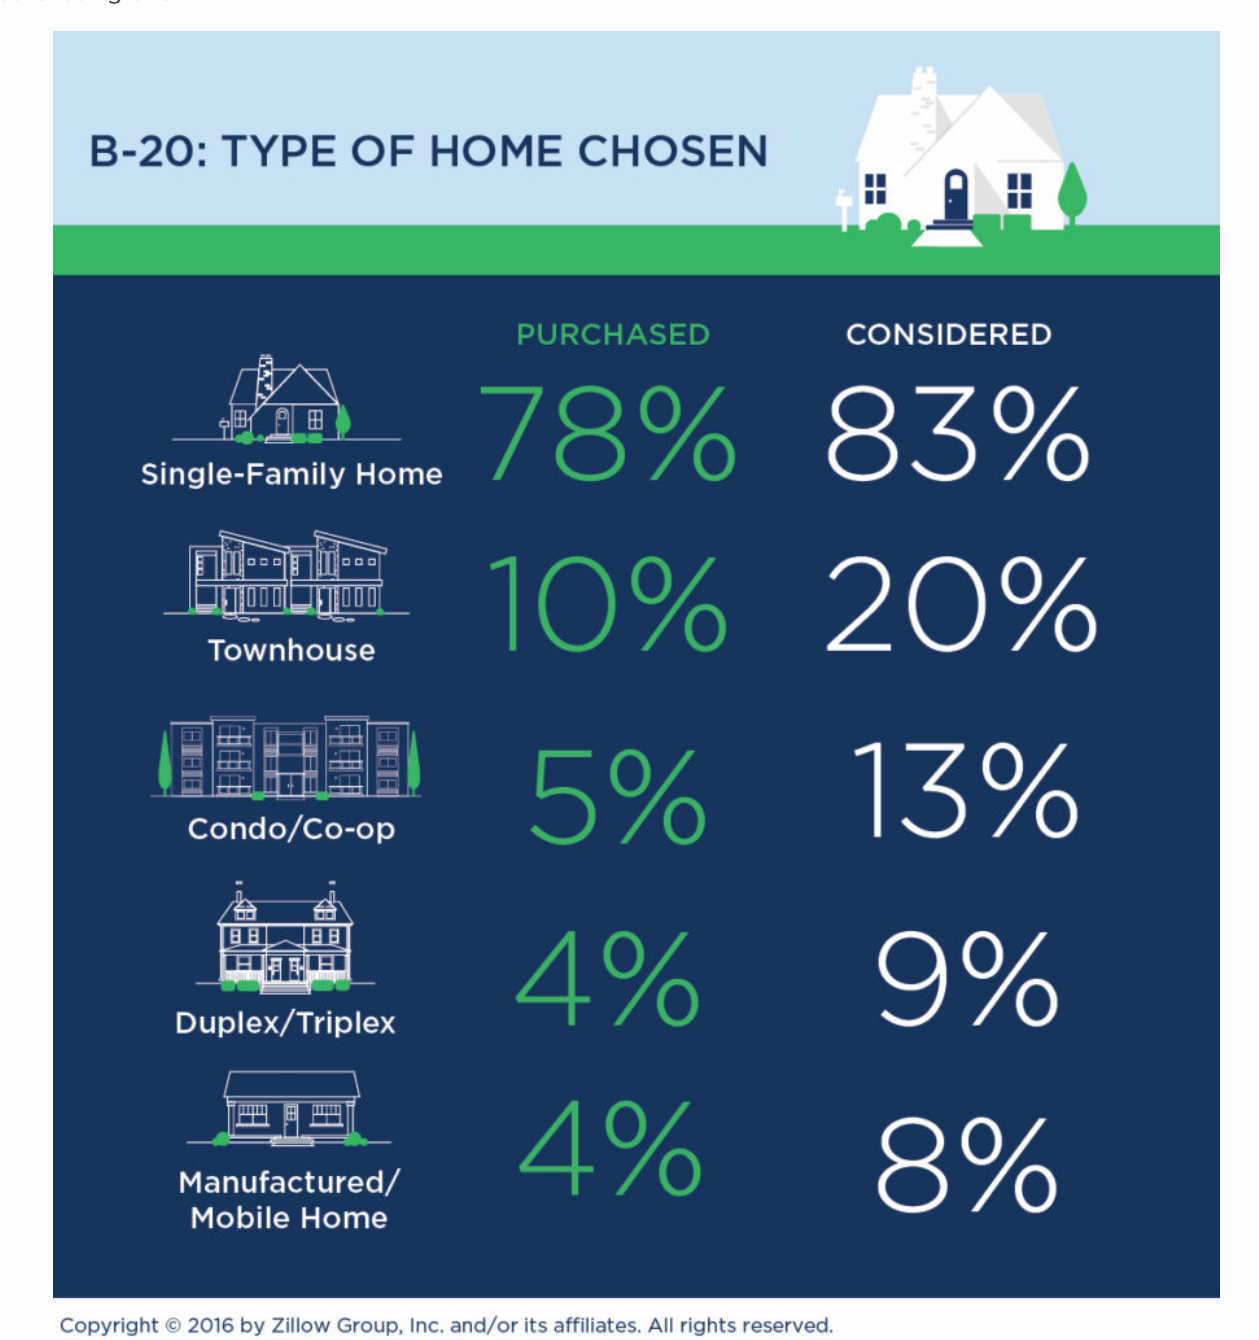 B-20: TYPE OF HOME CHOSEN
PURCHASED CONSIDERED
78% 83%
Single-Family Home
10% 20%
Townhouse
5% 13%
Condo/Co-op
4% 9%
Duplex/Triplex
4% 8%
Manufactured/
Mobile Home
Copyright © 2016 by Zillow Group, Inc. and/or its affiliates. All rights reserved.